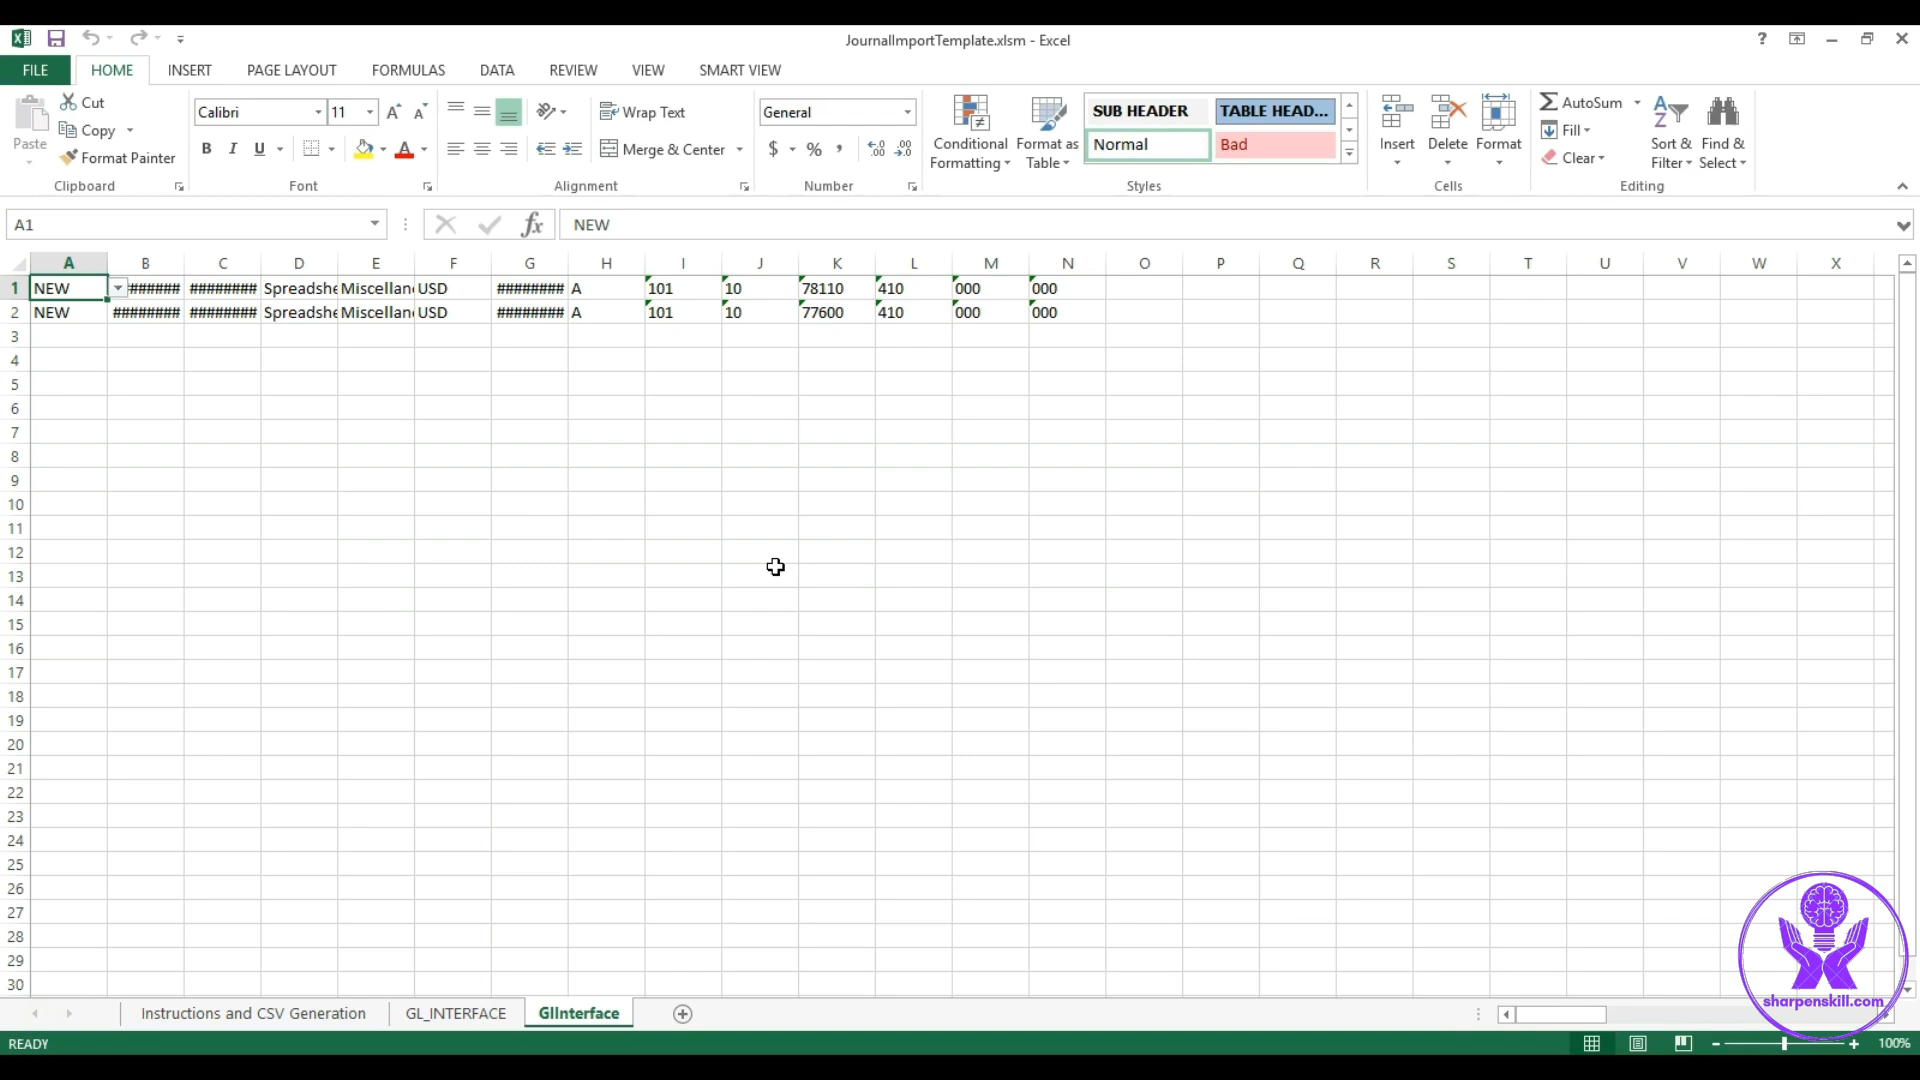 JournalImportTemplate.xlsm - Excel
?
FILE HOME INSERT PAGE LAYOUT FORMULAS DATA REVIEW VIEW SMART VIEW
Paste
Cut
Copy
Format Painter
Clipboard
Calibri 11
B I U
Font
Wrap Text
Merge & Center
Alignment
General
$ % ,
Number
Conditional Formatting
Format as Table
SUB HEADER TABLE HEAD...
Normal Bad
Styles
Insert Delete Format
Cells
AutoSum
Fill
Clear
Sort & Filter
Find & Select
Editing
A1 fx NEW
A B C D E F G H I J K L M N O P Q R S T U V W X
1 NEW ####### ######## Spreadshe Miscellan USD ######## A 101 10 78110 410 000 000
2 NEW ######## ######## Spreadshe Miscellan USD ######## A 101 10 77600 410 000 000
3
4
5
6
7
8
9
10
11
12
13
14
15
16
17
18
19
20
21
22
23
24
25
26
27
28
29
30
sharpenskill.com
Instructions and CSV Generation GL_INTERFACE GlInterface
READY 100%